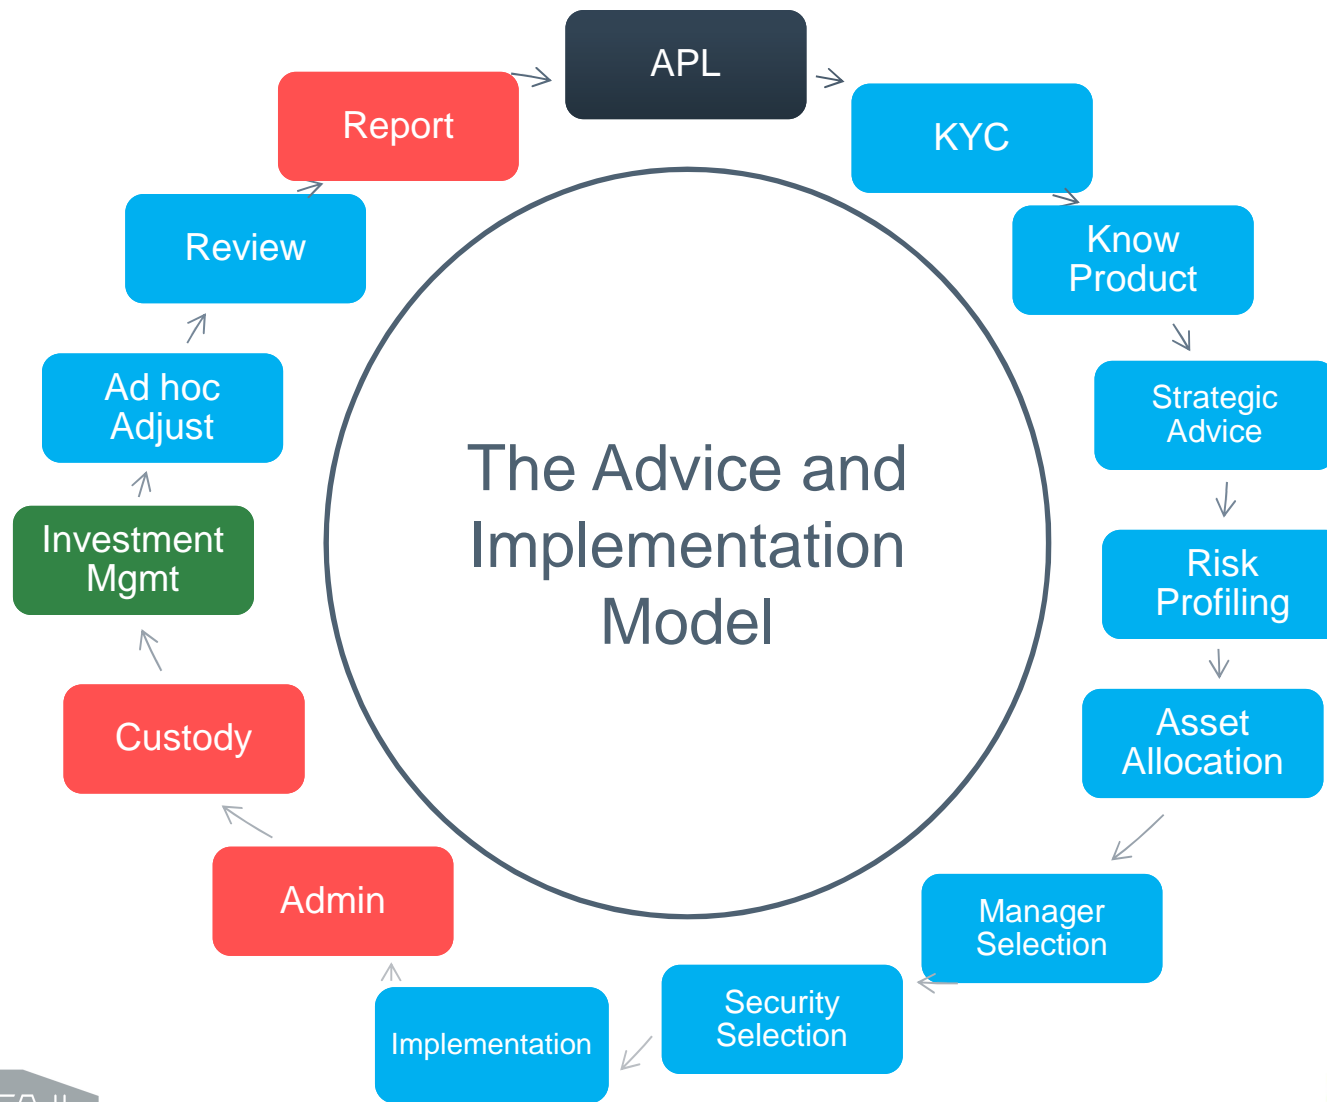 APL
KYC
Know
Product
Strategic
Advice
Risk
Profiling
Asset
Allocation
Manager
Selection
Security
Selection
Implementation
Admin
Custody
Investment
Mgmt
Ad hoc
Adjust
Review
Report
The Advice and
Implementation
Model